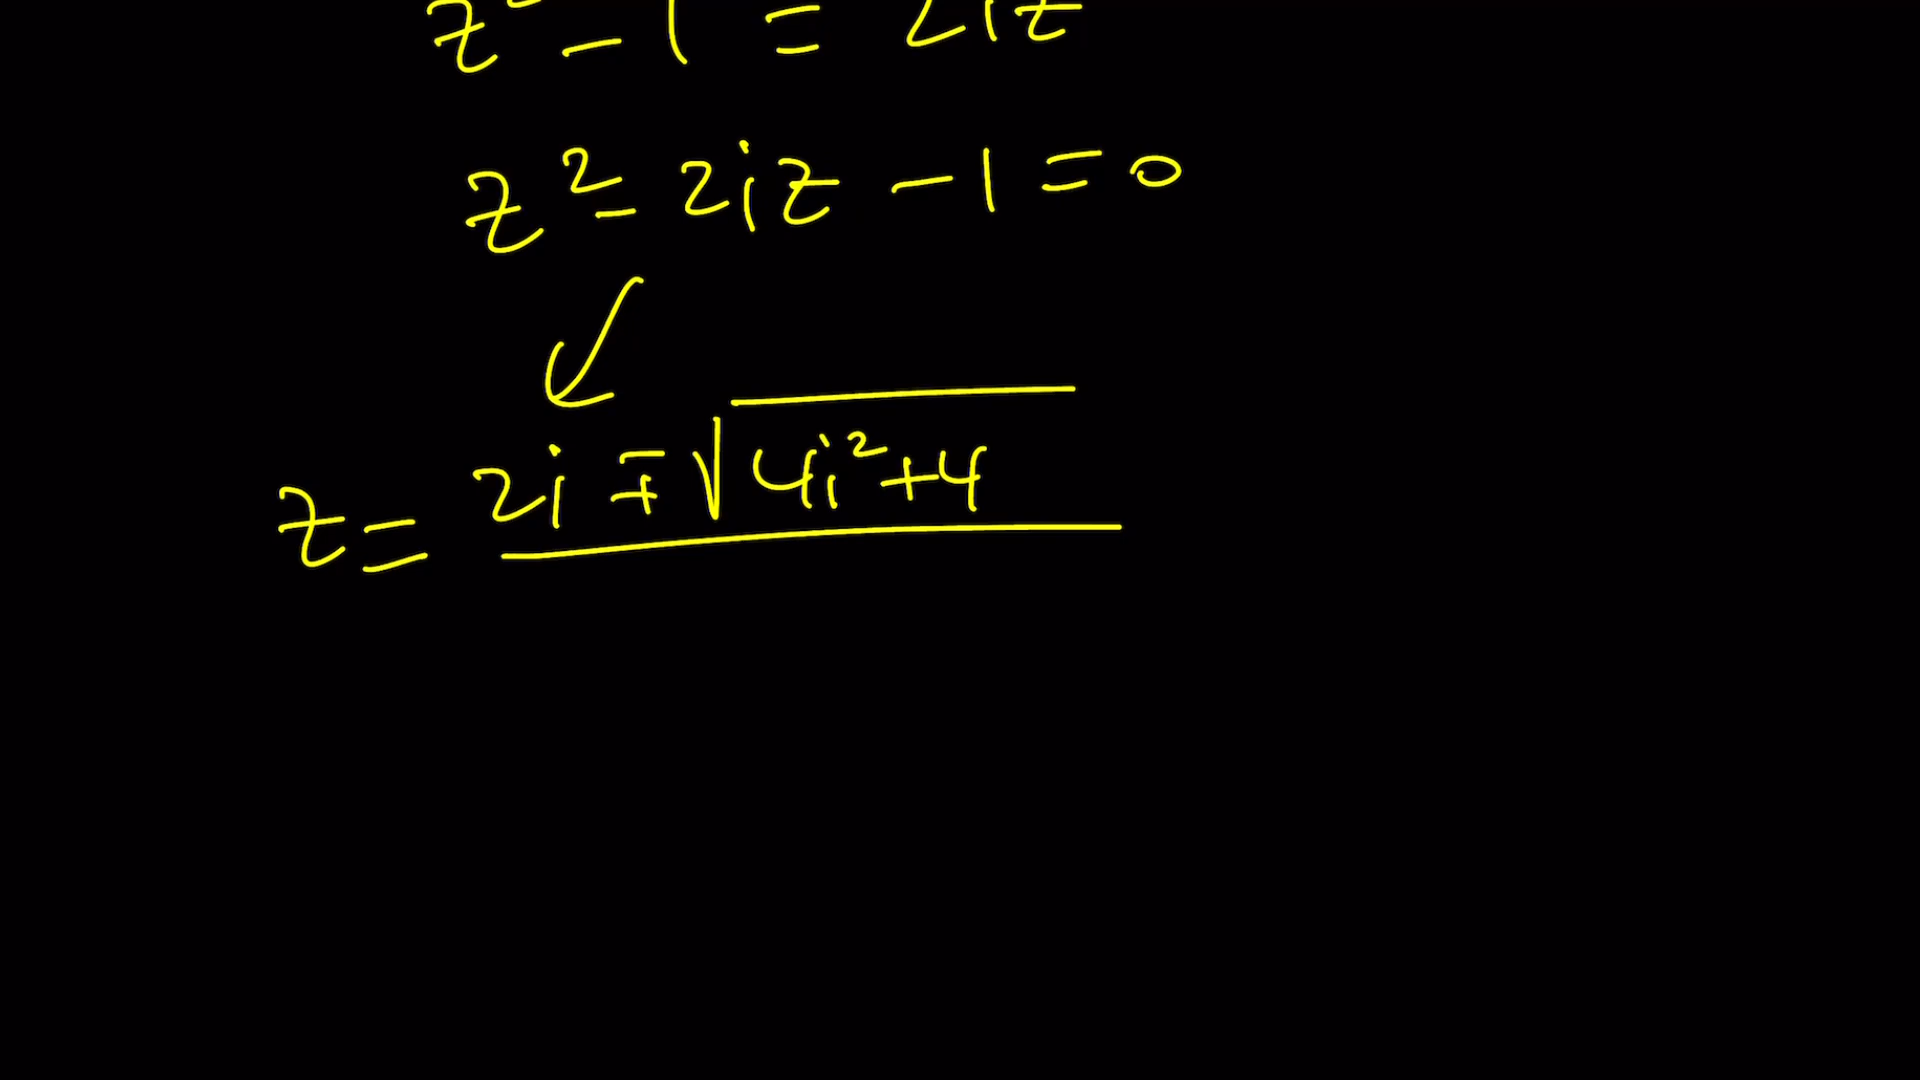 z² - 1 = 2iz
z² - 2iz - 1 = 0
z = 2i ∓ √4i² + 4